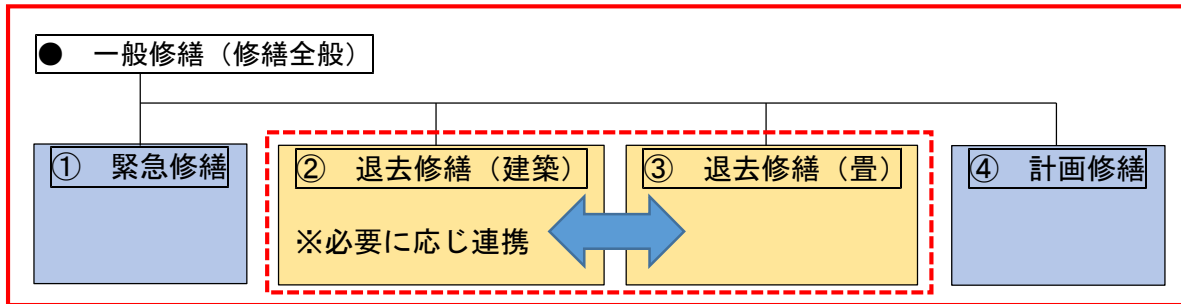 ● 一般修繕（修繕全般）
① 緊急修繕
② 退去修繕（建築）
③ 退去修繕（畳）
④ 計画修繕
※必要に応じ連携